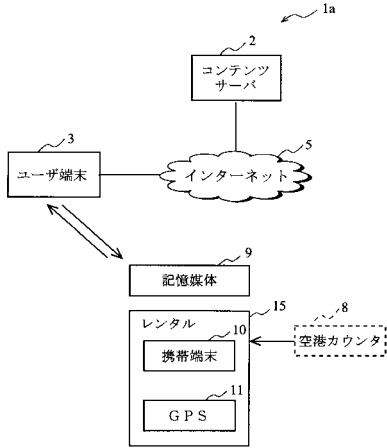 1a
2
コンテンツ
サーバ
3
ユーザ端末
5
インターネット
9
記憶媒体
15
レンタル
10
携帯端末
8
空港カウンタ
11
GPS